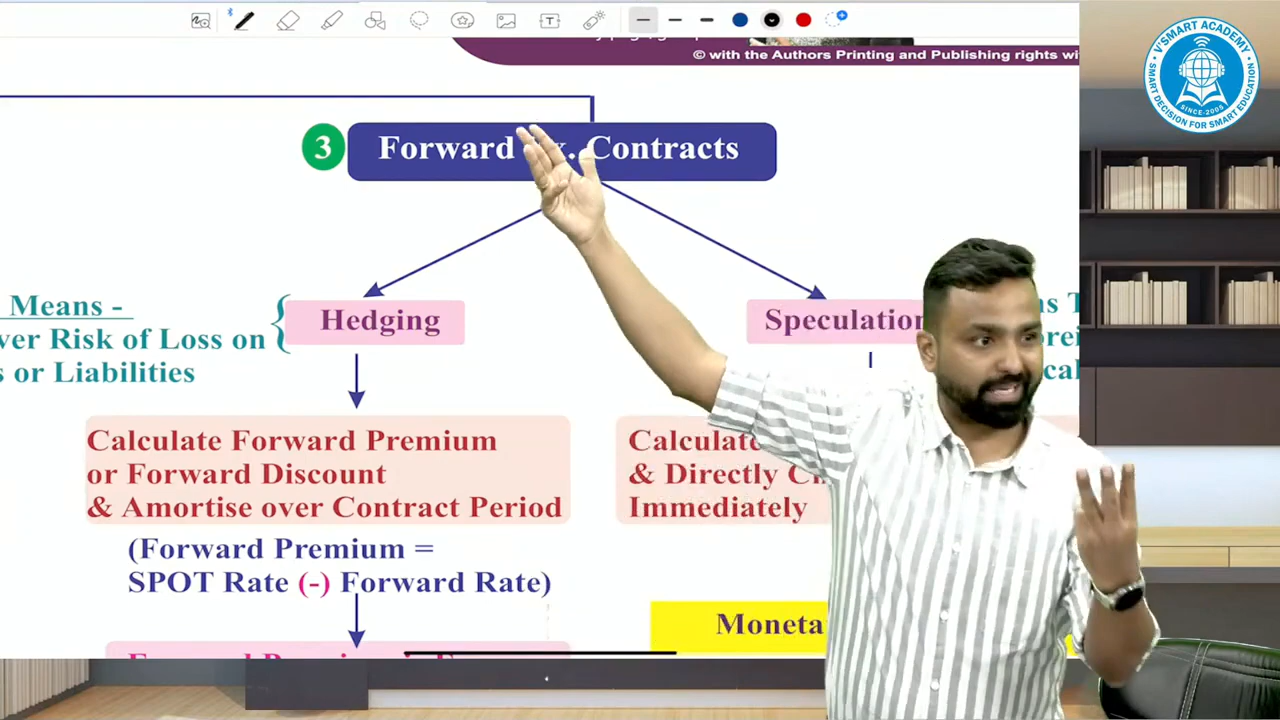 © with the Authors Printing and Publishing rights wi
V'SMART ACADEMY
SINCE-2005
SMART DECISION FOR SMART EDUCATION
3
Forward Contracts
Means -
ver Risk of Loss on
s or Liabilities
Hedging
Speculation
Calculate Forward Premium
or Forward Discount
& Amortise over Contract Period
(Forward Premium =
SPOT Rate (-) Forward Rate)
& Directly
Immediately
Moneta